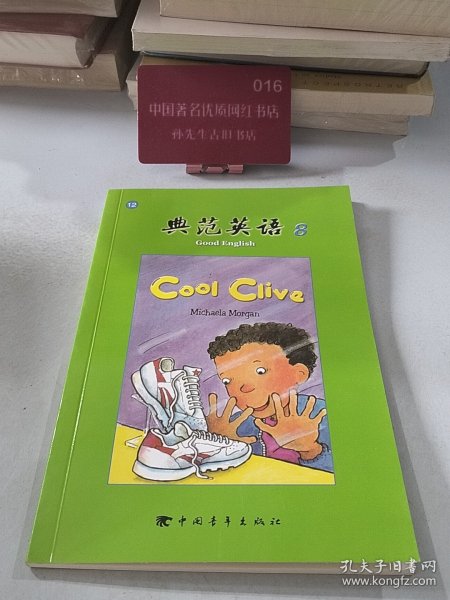 016
中国著名优质网红书店
孙先生古旧书店
12
典范英语 8
Good English
Cool Clive
Michaela Morgan
中国青年出版社
孔夫子旧书网
www.kongfz.com